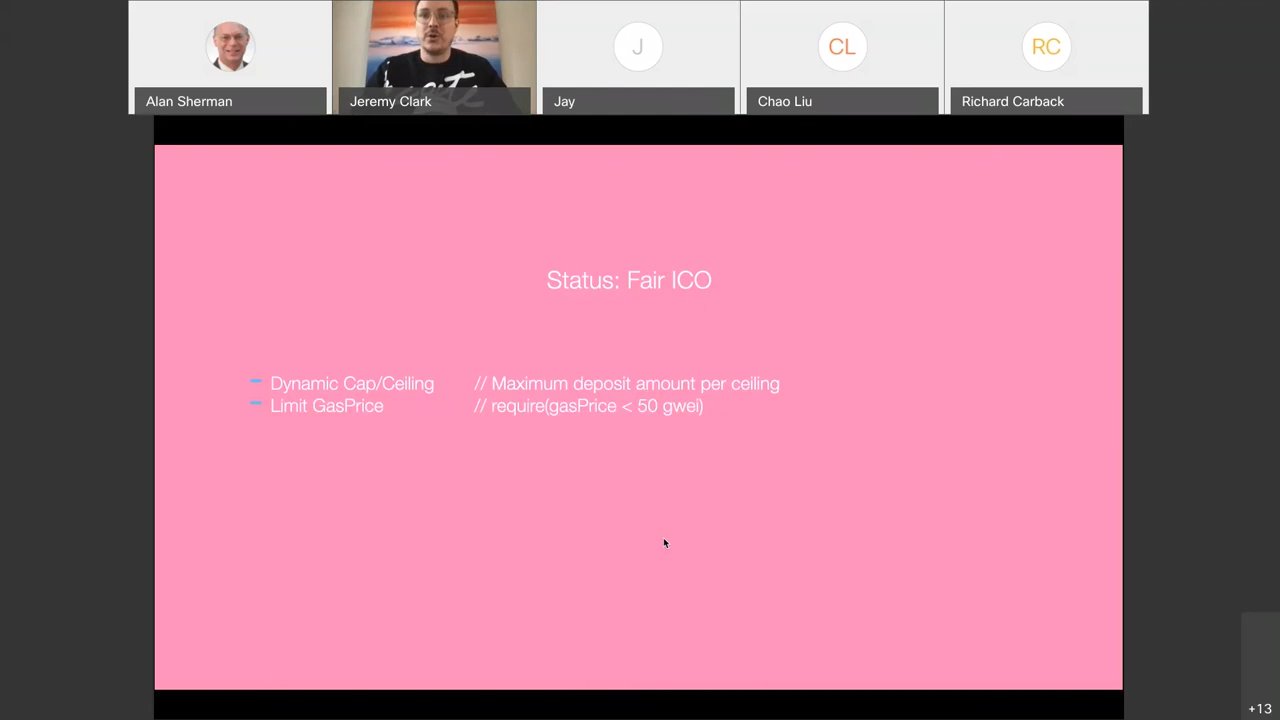 J
CL
RC
Alan Sherman
Jeremy Clark
Jay
Chao Liu
Richard Carback
Status: Fair ICO
Dynamic Cap/Ceiling // Maximum deposit amount per ceiling
Limit GasPrice // require(gasPrice < 50 gwei)
+13